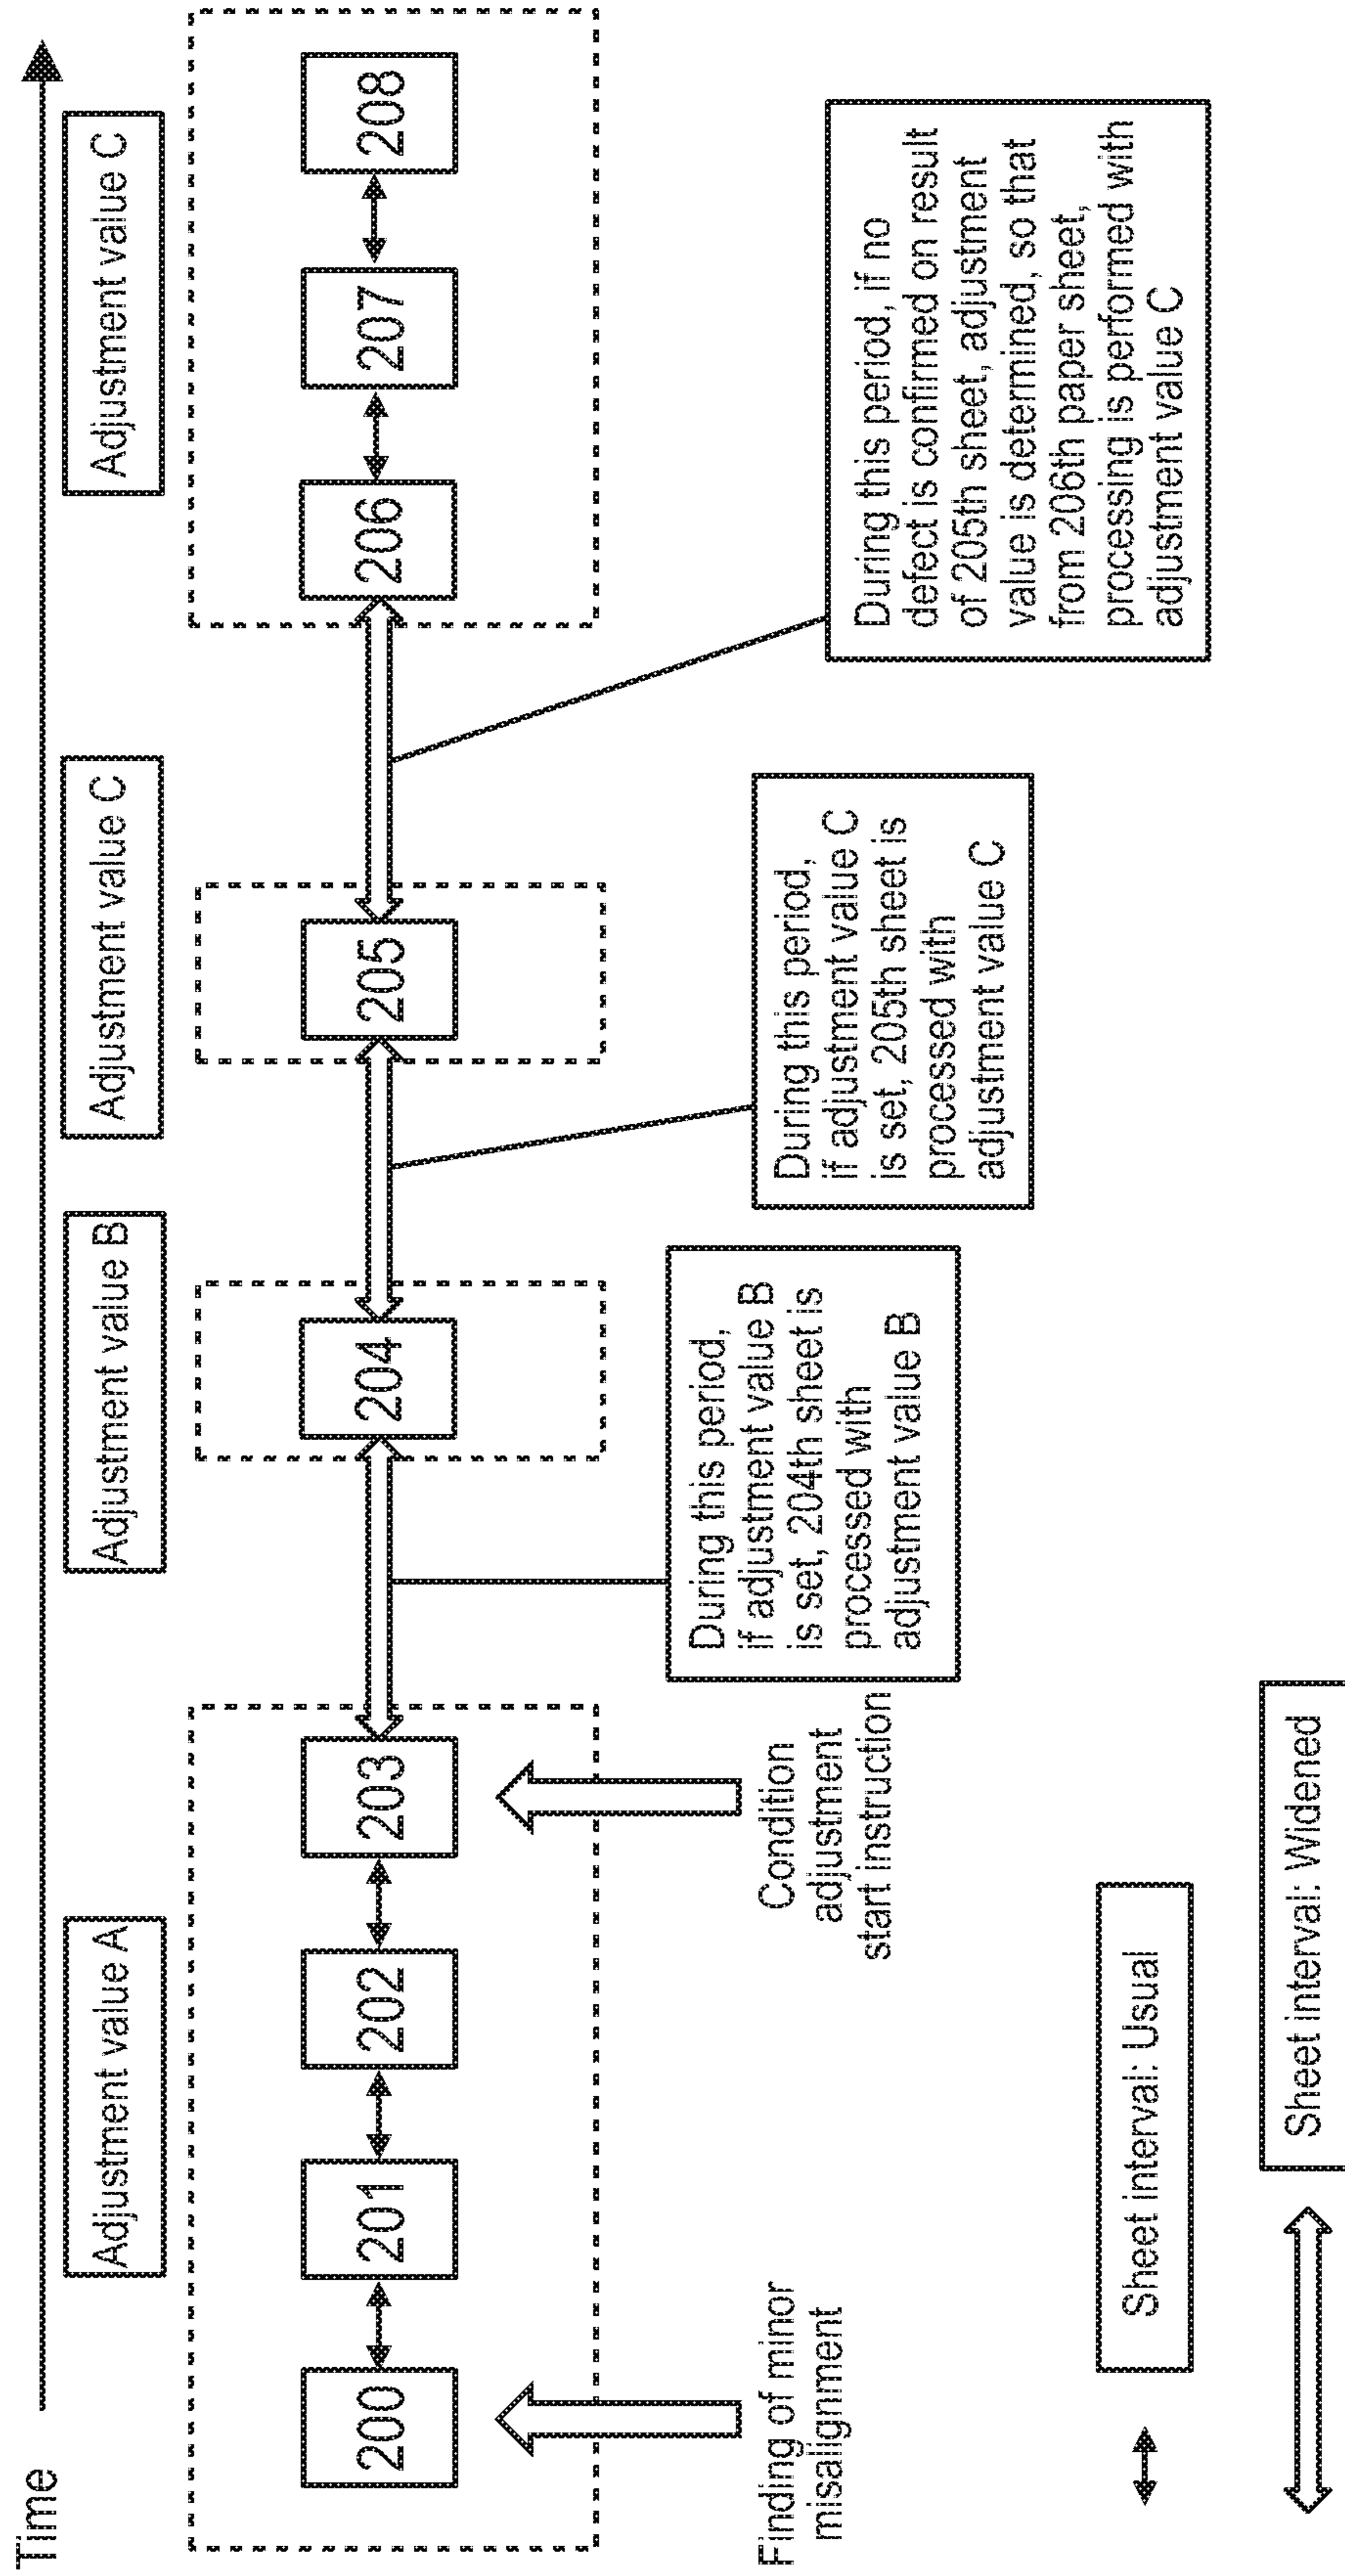 Time
Adjustment value A
Adjustment value B
Adjustment value C
Adjustment value C
200
201
202
203
204
205
206
207
208
Finding of minor
misalignment
Condition
adjustment
start instruction
During this period,
if adjustment value B
is set, 204th sheet is
processed with
adjustment value B
During this period,
if adjustment value C
is set, 205th sheet is
processed with
adjustment value C
During this period, if no
defect is confirmed on result
of 205th sheet, adjustment
value is determined, so that
from 206th paper sheet,
processing is performed with
adjustment value C
Sheet interval: Usual
Sheet interval: Widened